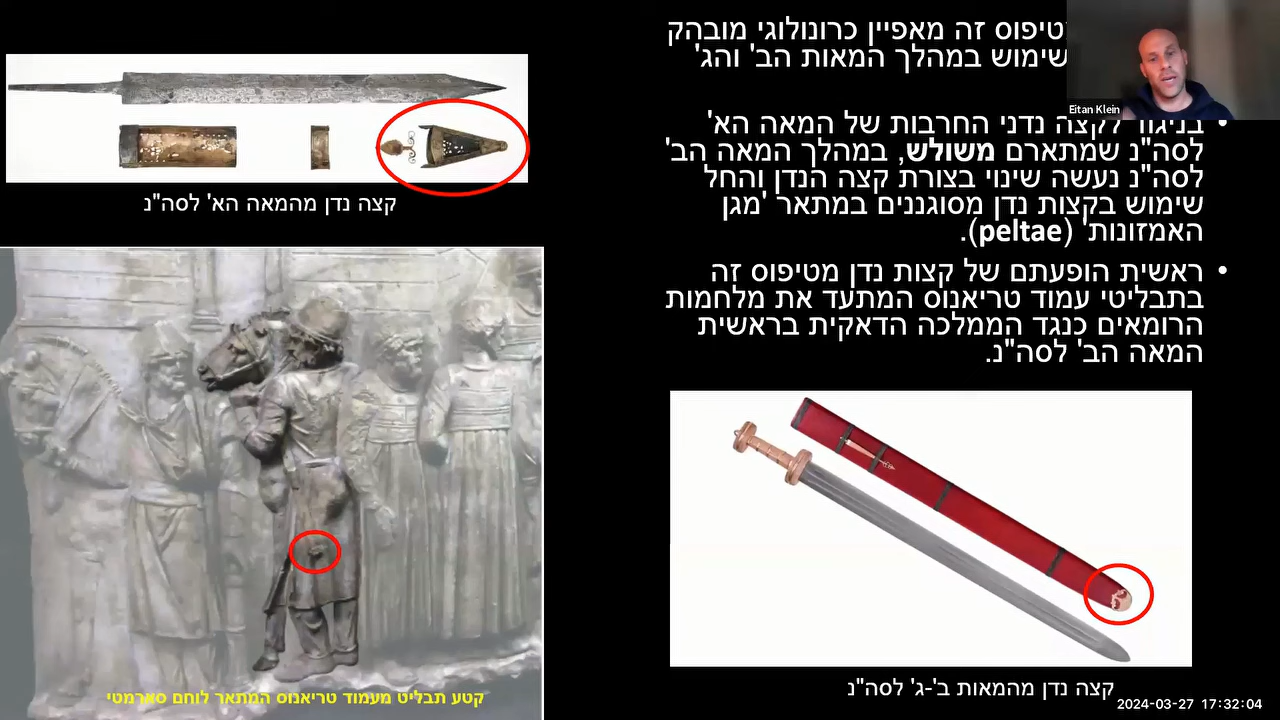 טיפוס זה מאפיין כרונולוגי מובהק
שימוש במהלך המאות הב' והג'
Eitan Klein
• בניגוד לקצה נדני החרבות של המאה הא'
לסה"נ שמתארם משולש, במהלך המאה הב'
לסה"נ נעשה שינוי בצורת קצה הנדן והחל
שימוש בקצות נדן מסוגננים במתאר 'מגן
האמזונות' (peltae).
• ראשית הופעתם של קצות נדן מטיפוס זה
בתבליטי עמוד טריאנוס המתעד את מלחמות
הרומאים כנגד הממלכה הדאקית בראשית
המאה הב' לסה"נ.
קצה נדן מהמאה הא' לסה"נ
קטע תבליט מעמוד טריאנוס המתאר לוחם סארמטי
קצה נדן מהמאות ב'-ג' לסה"נ
2024-03-27 17:32:04